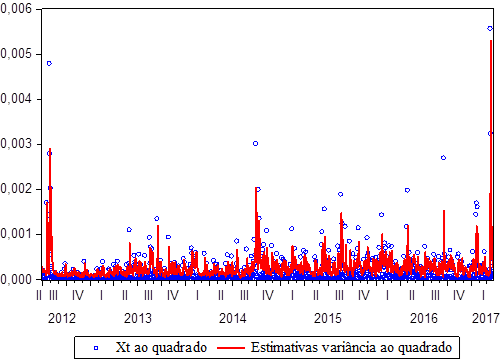 0,006
0,005
0,004
0,003
0,002
0,001
0,000
II III IV I II III IV I II III IV I II III IV I II III IV I
2012 2013 2014 2015 2016 2017
Xt ao quadrado Estimativas variância ao quadrado